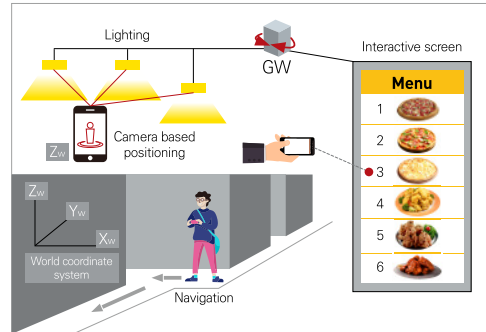 Lighting
GW
Interactive screen
Menu
1
2
3
4
5
6
Camera based
positioning
Zw
Zw
Yw
Xw
World coordinate
system
Navigation